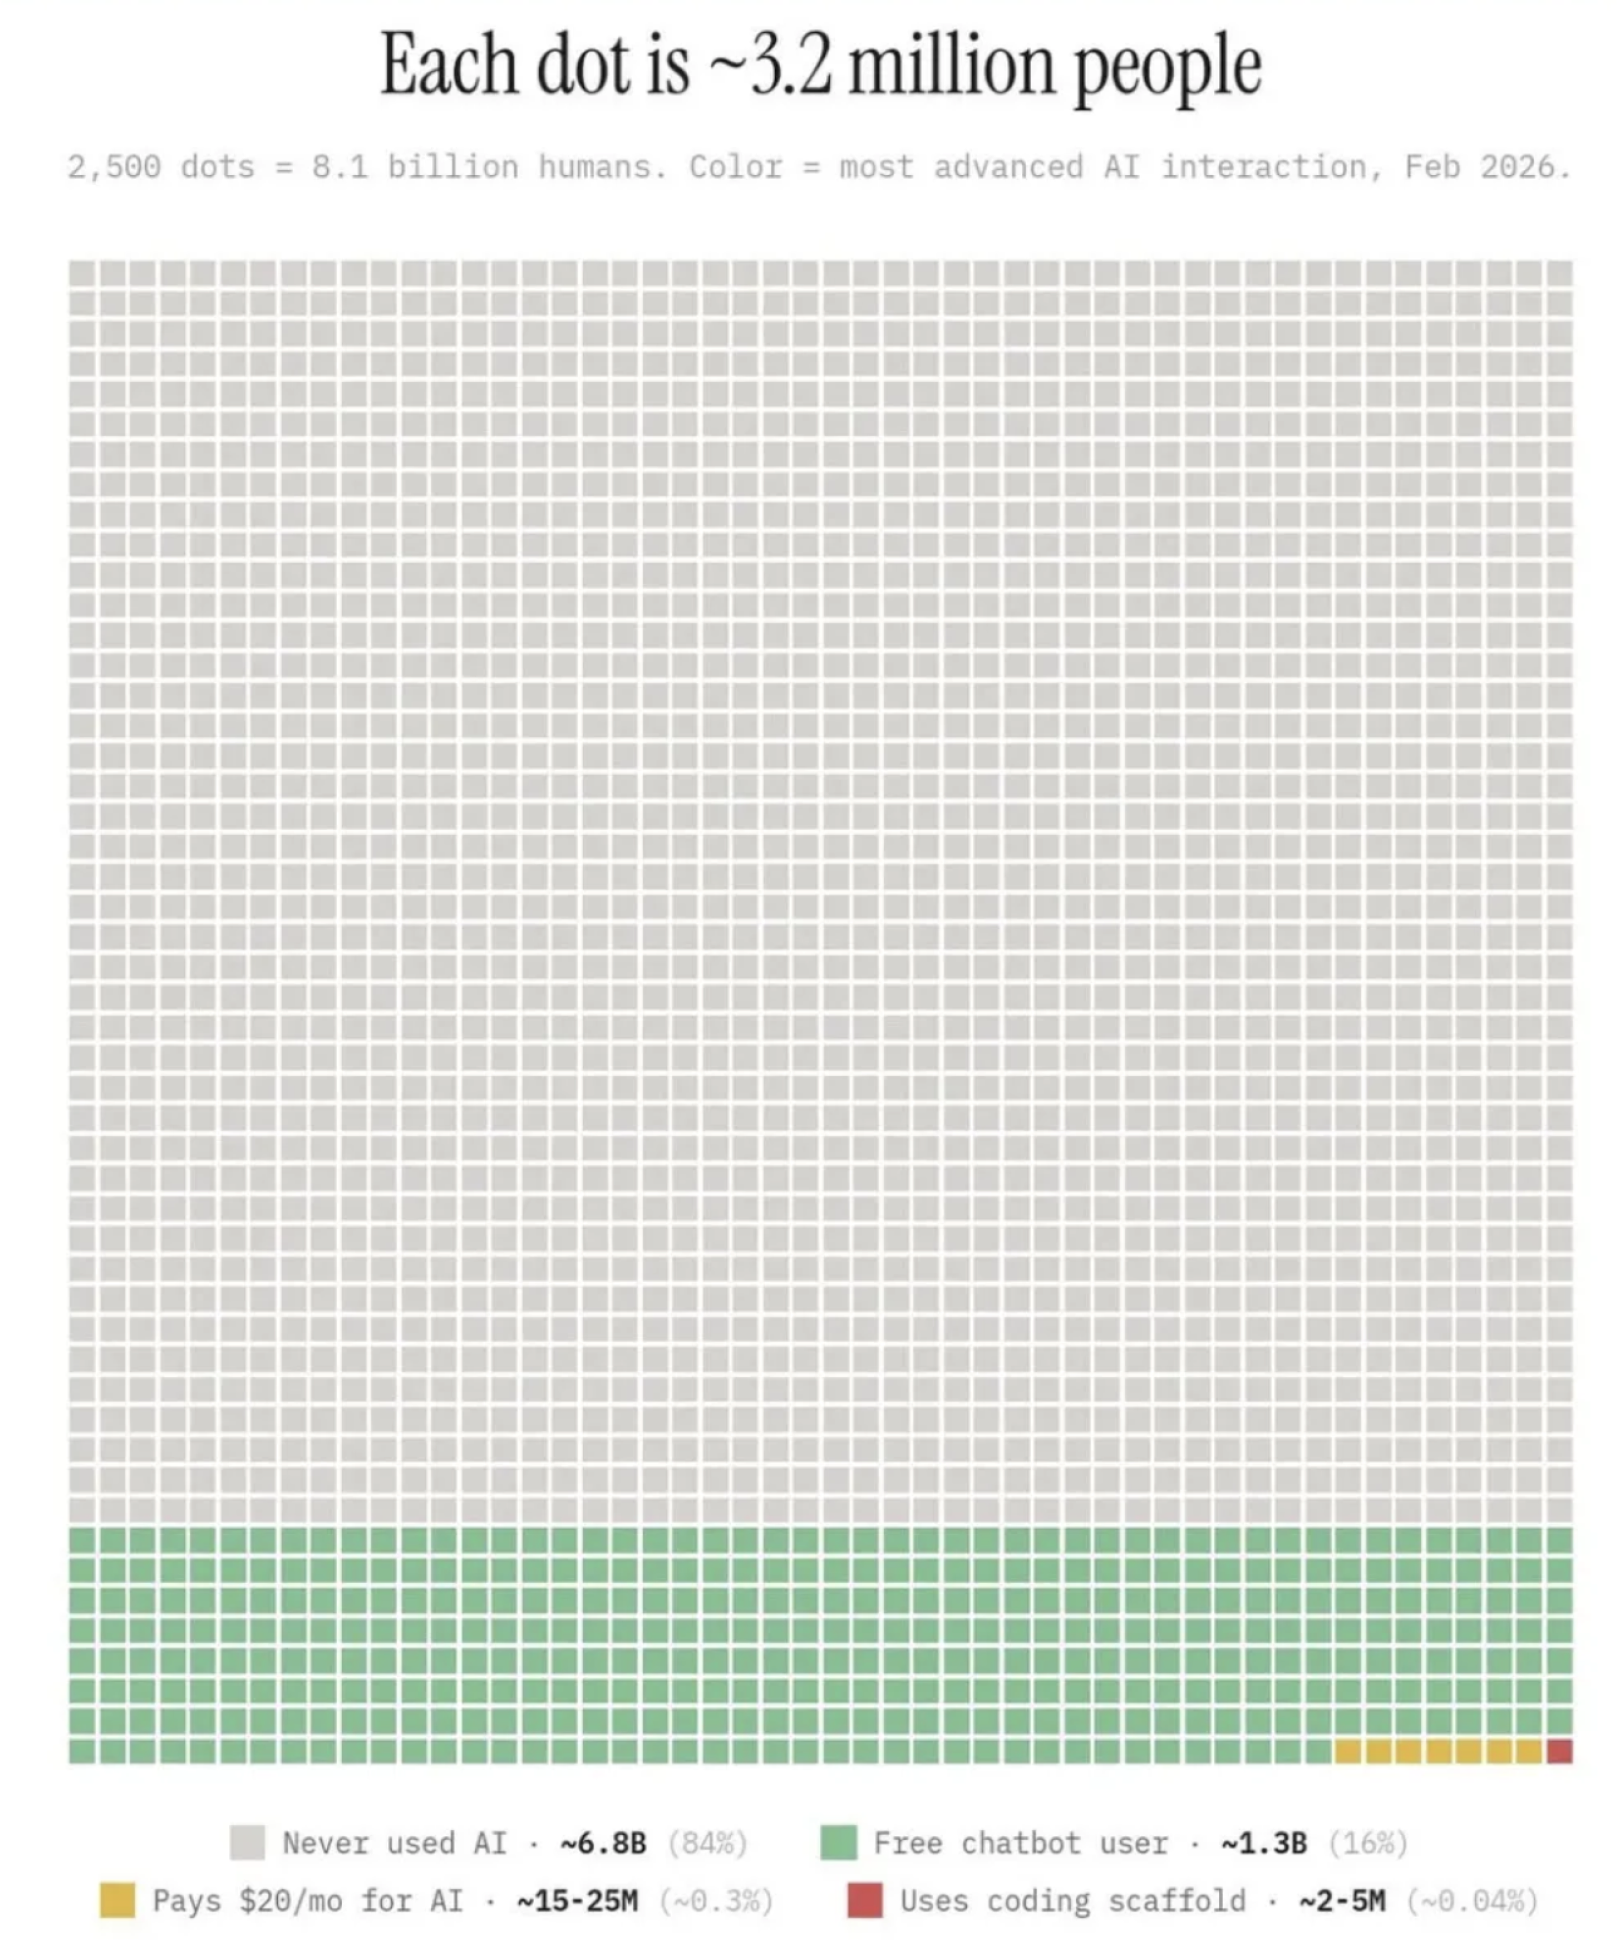 Each dot is ~3.2 million people
2,500 dots = 8.1 billion humans. Color = most advanced AI interaction, Feb 2026.
Never used AI · ~6.8B (84%) Free chatbot user · ~1.3B (16%)
Pays $20/mo for AI · ~15-25M (~0.3%) Uses coding scaffold · ~2-5M (~0.04%)